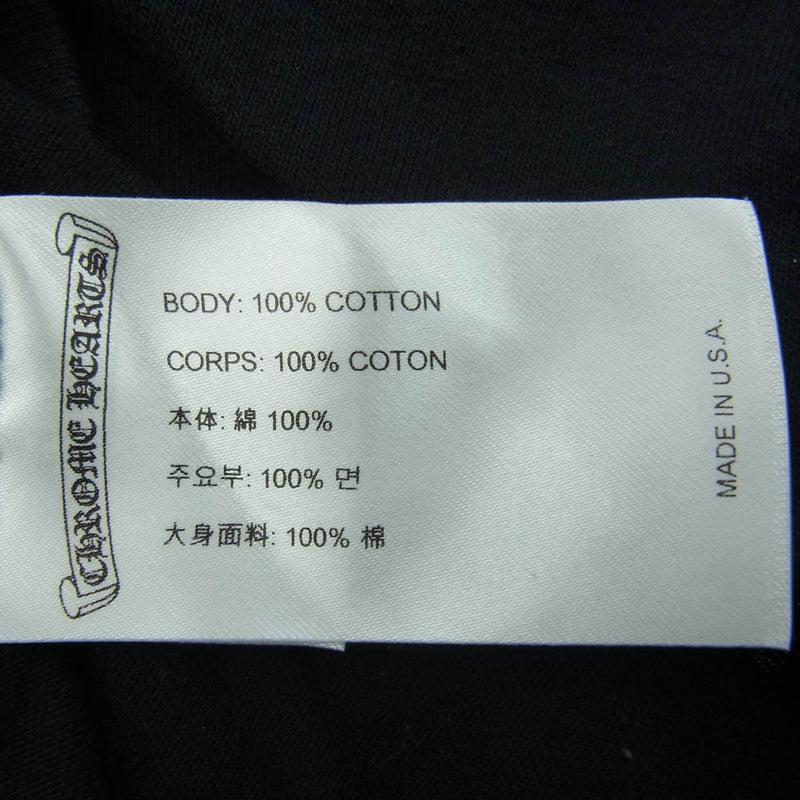 CHROME HEARTS
BODY: 100% COTTON
CORPS: 100% COTON
本体: 綿 100%
주요부: 100% 면
大身面料: 100% 棉
MADE IN U.S.A.